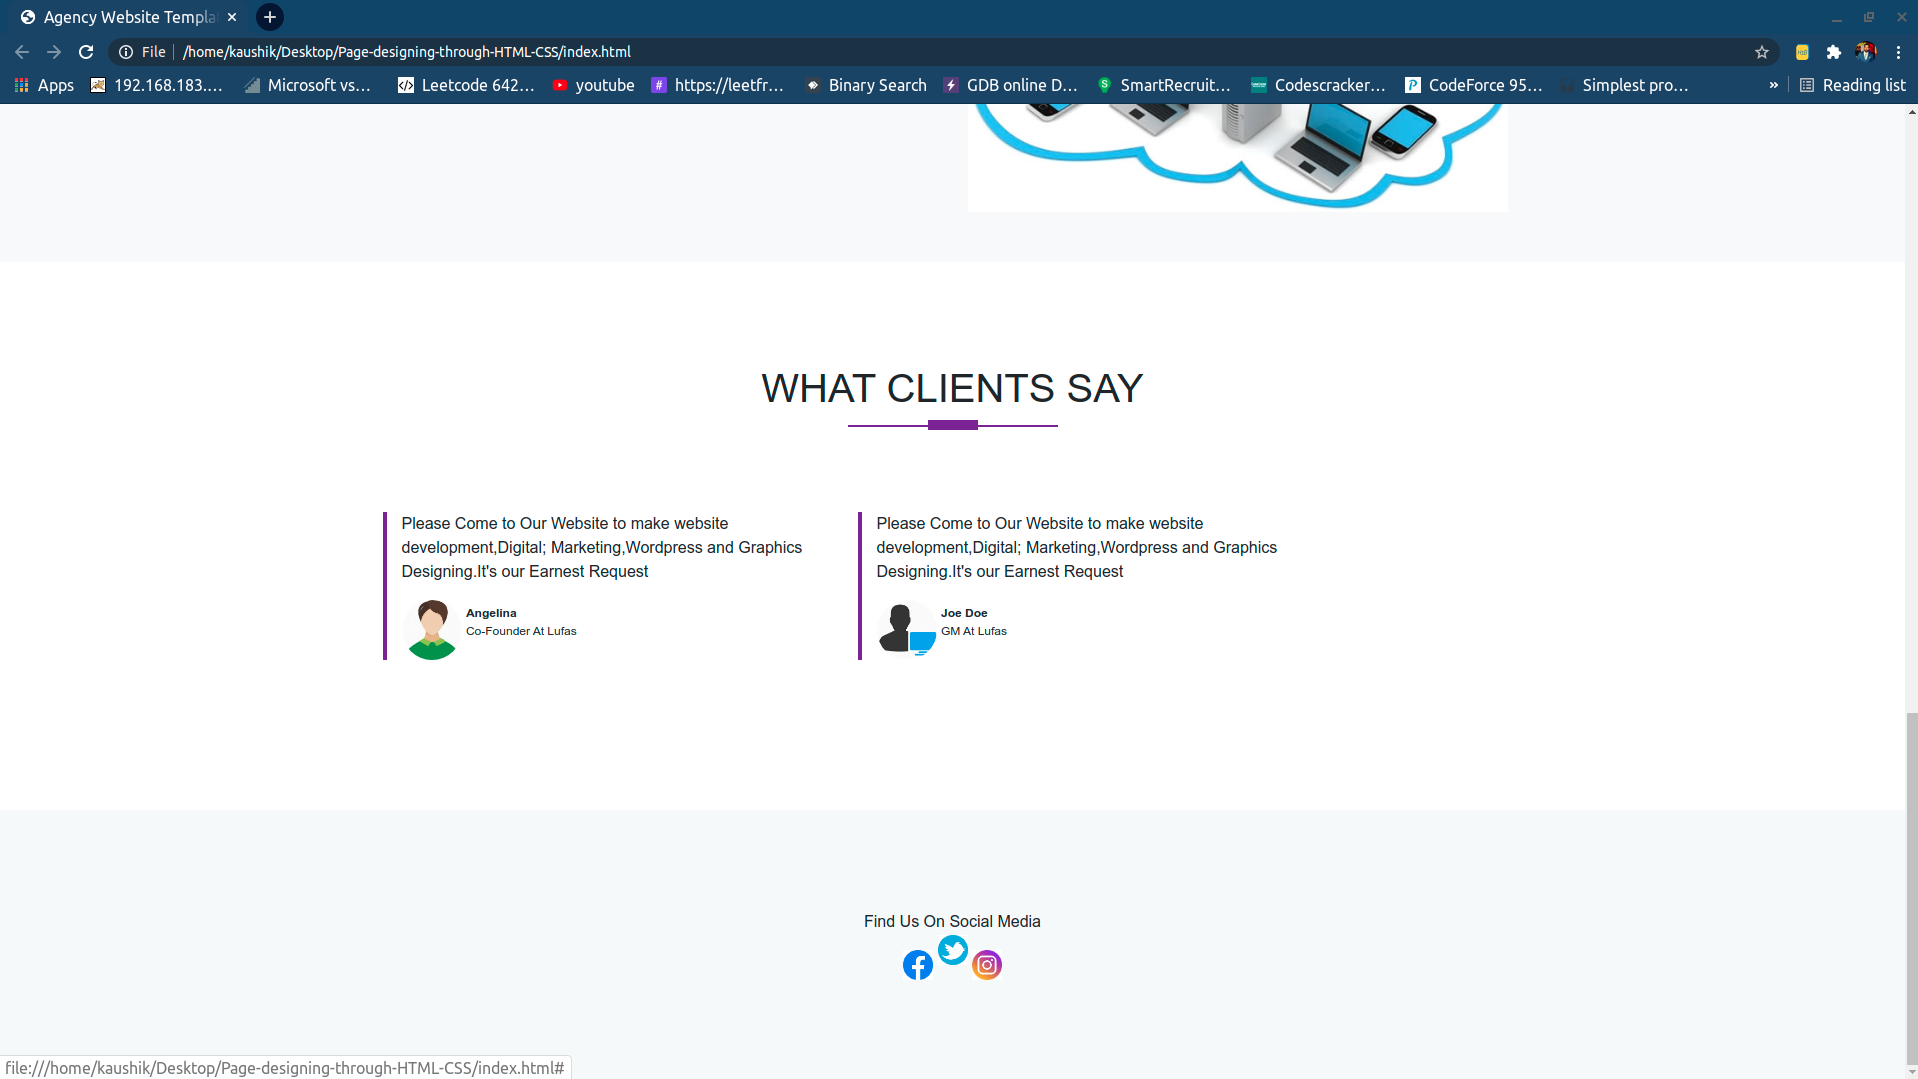 Agency Website Templa
File
/home/kaushik/Desktop/Page-designing-through-HTML-CSS/index.html
Apps
192.168.183....
Microsoft vs...
Leetcode 642...
youtube
https://leetfr...
Binary Search
GDB online D...
SmartRecruit...
Codescracker...
CodeForce 95...
Simplest pro...
»
Reading list
WHAT CLIENTS SAY
Please Come to Our Website to make website
development,Digital; Marketing,Wordpress and Graphics
Designing.It's our Earnest Request
Angelina
Co-Founder At Lufas
Please Come to Our Website to make website
development,Digital; Marketing,Wordpress and Graphics
Designing.It's our Earnest Request
Joe Doe
GM At Lufas
Find Us On Social Media
file:///home/kaushik/Desktop/Page-designing-through-HTML-CSS/index.html#